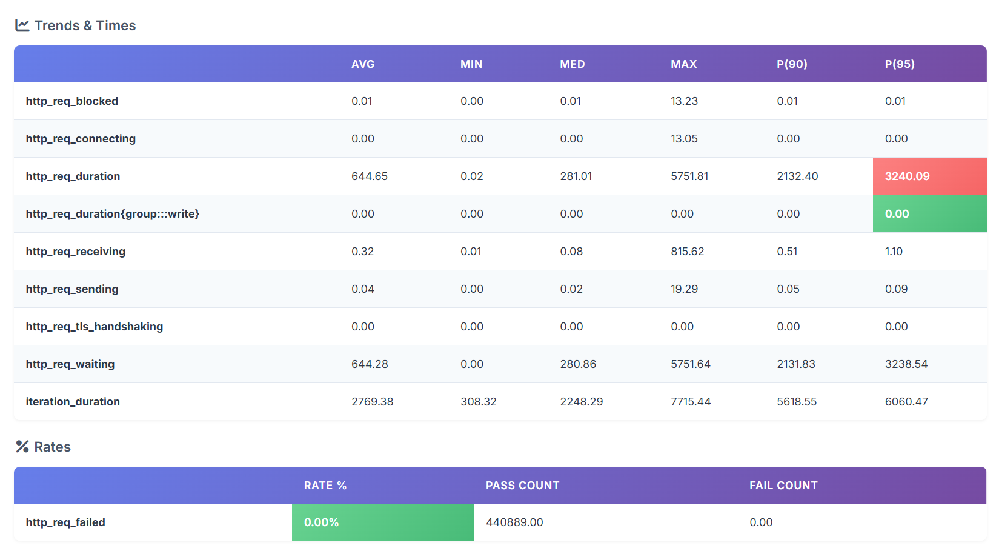 Trends & Times
AVG MIN MED MAX P(90) P(95)
http_req_blocked 0.01 0.00 0.01 13.23 0.01 0.01
http_req_connecting 0.00 0.00 0.00 13.05 0.00 0.00
http_req_duration 644.65 0.02 281.01 5751.81 2132.40 3240.09
http_req_duration{group:::write} 0.00 0.00 0.00 0.00 0.00 0.00
http_req_receiving 0.32 0.01 0.08 815.62 0.51 1.10
http_req_sending 0.04 0.00 0.02 19.29 0.05 0.09
http_req_tls_handshaking 0.00 0.00 0.00 0.00 0.00 0.00
http_req_waiting 644.28 0.00 280.86 5751.64 2131.83 3238.54
iteration_duration 2769.38 308.32 2248.29 7715.44 5618.55 6060.47
Rates
RATE % PASS COUNT FAIL COUNT
http_req_failed 0.00% 440889.00 0.00